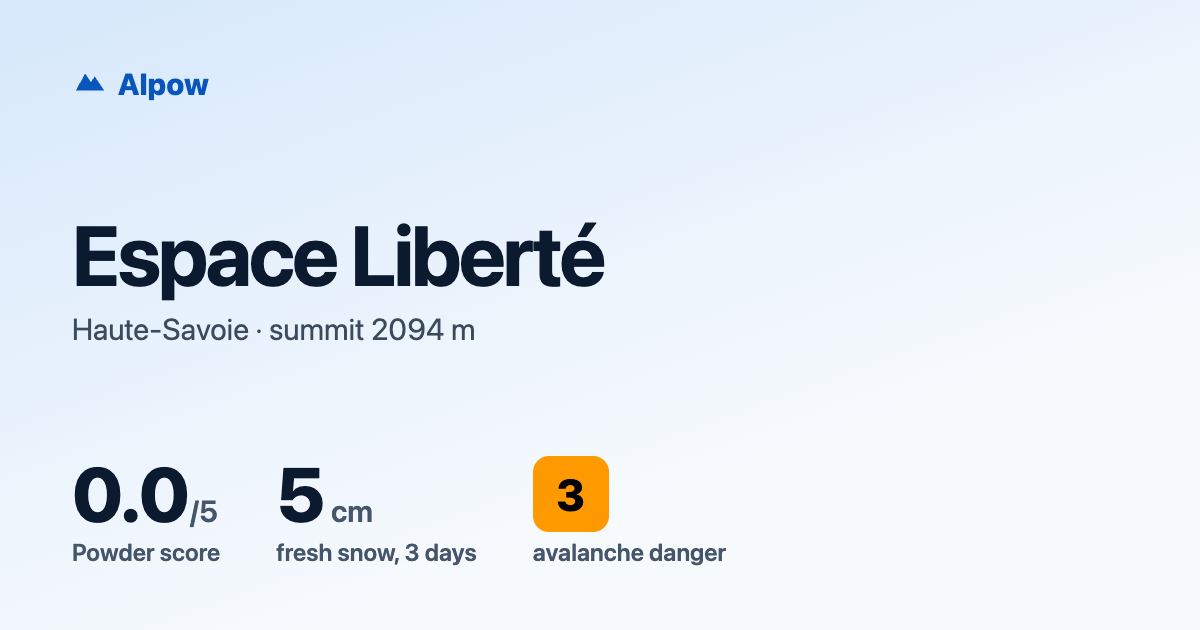 Alpow
Espace Liberté
Haute-Savoie · summit 2094 m
0.0/5
Powder score
5 cm
fresh snow, 3 days
3
avalanche danger